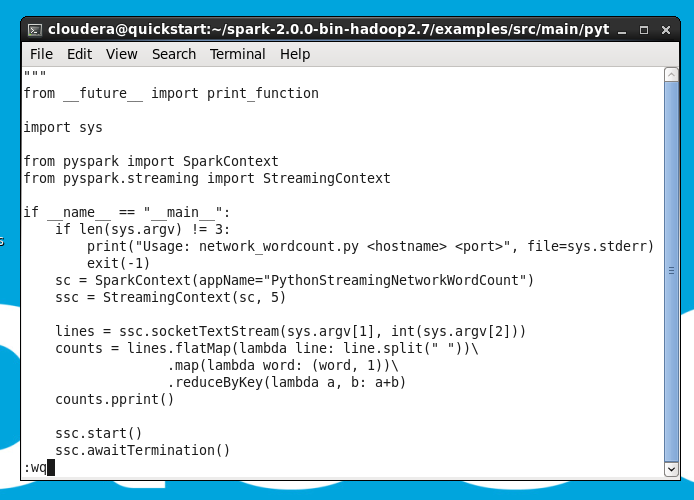 cloudera@quickstart:~/spark-2.0.0-bin-hadoop2.7/examples/src/main/pyt
File Edit View Search Terminal Help
"""
from __future__ import print_function

import sys

from pyspark import SparkContext
from pyspark.streaming import StreamingContext

if __name__ == "__main__":
    if len(sys.argv) != 3:
        print("Usage: network_wordcount.py <hostname> <port>", file=sys.stderr)
        exit(-1)
    sc = SparkContext(appName="PythonStreamingNetworkWordCount")
    ssc = StreamingContext(sc, 5)

    lines = ssc.socketTextStream(sys.argv[1], int(sys.argv[2]))
    counts = lines.flatMap(lambda line: line.split(" "))\
                  .map(lambda word: (word, 1))\
                  .reduceByKey(lambda a, b: a+b)
    counts.pprint()

    ssc.start()
    ssc.awaitTermination()
:wq